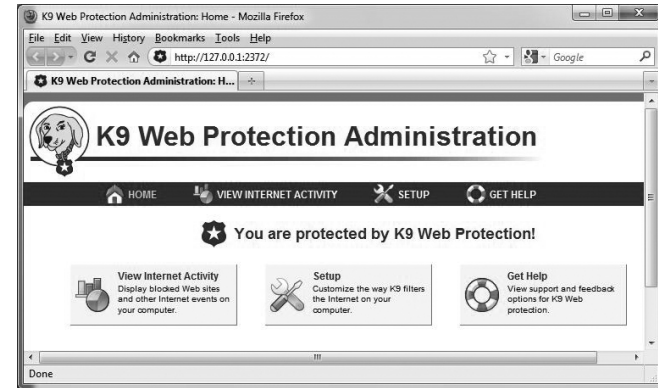 K9 Web Protection Administration: Home - Mozilla Firefox
File Edit View History Bookmarks Tools Help
http://127.0.0.1:2372/
Google
K9 Web Protection Administration: H...
K9 Web Protection Administration
HOME VIEW INTERNET ACTIVITY SETUP GET HELP
You are protected by K9 Web Protection!
View Internet Activity
Display blocked Web sites
and other Internet events on
your computer.
Setup
Customize the way K9 filters
the Internet on your
computer.
Get Help
View support and feedback
options for K9 Web
protection.
Done